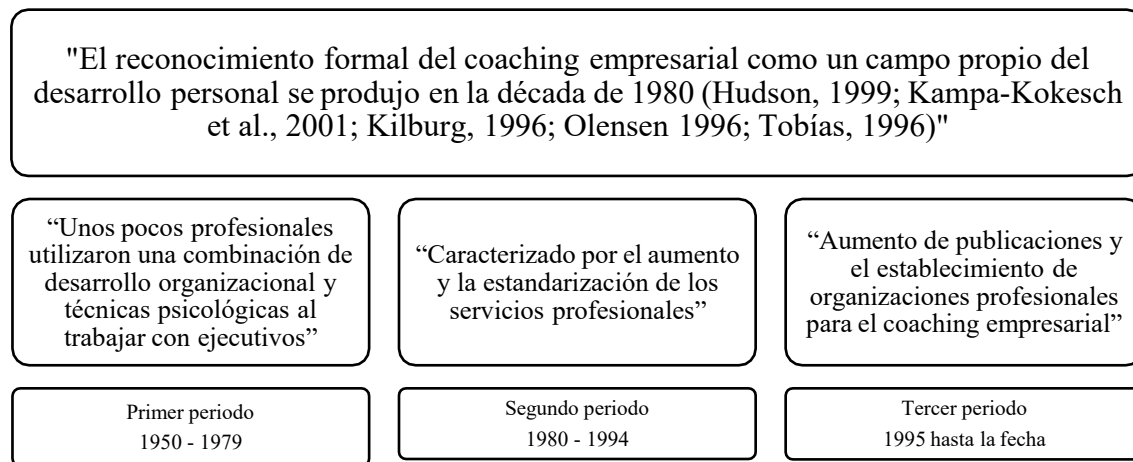 "El reconocimiento formal del coaching empresarial como un campo propio del
desarrollo personal se produjo en la década de 1980 (Hudson, 1999; Kampa-Kokesch
et al., 2001; Kilburg, 1996; Olensen 1996; Tobías, 1996)"
“Unos pocos profesionales
utilizaron una combinación de
desarrollo organizacional y
técnicas psicológicas al
trabajar con ejecutivos”
“Caracterizado por el aumento
y la estandarización de los
servicios profesionales”
“Aumento de publicaciones y
el establecimiento de
organizaciones profesionales
para el coaching empresarial”
Primer periodo
1950 - 1979
Segundo periodo
1980 - 1994
Tercer periodo
1995 hasta la fecha